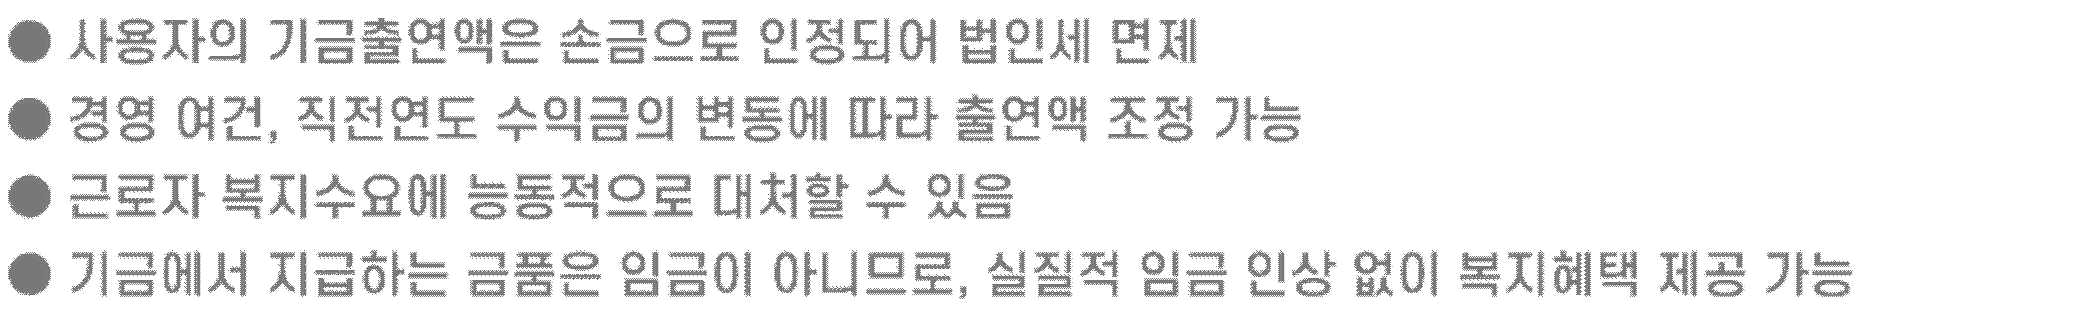 ● 사용자의 기금출연액은 손금으로 인정되어 법인세 면제
● 경영 여건, 직전연도 수익금의 변동에 따라 출연액 조정 가능
● 근로자 복지수요에 능동적으로 대처할 수 있음
● 기금에서 지급하는 금품은 임금이 아니므로, 실질적 임금 인상 없이 복지혜택 제공 가능